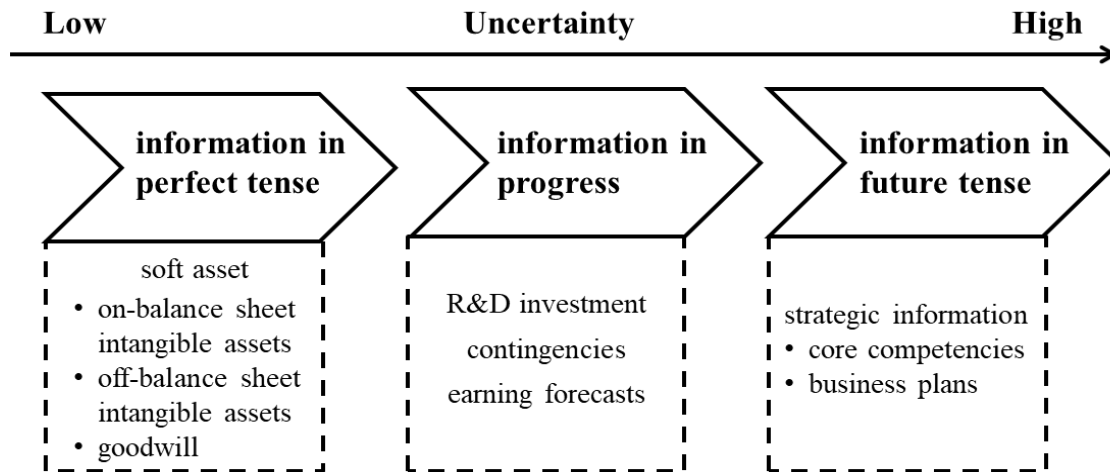 Low Uncertainty High
information in
perfect tense
information in
progress
information in
future tense
soft asset
• on-balance sheet
intangible assets
• off-balance sheet
intangible assets
• goodwill
R&D investment
contingencies
earning forecasts
strategic information
• core competencies
• business plans